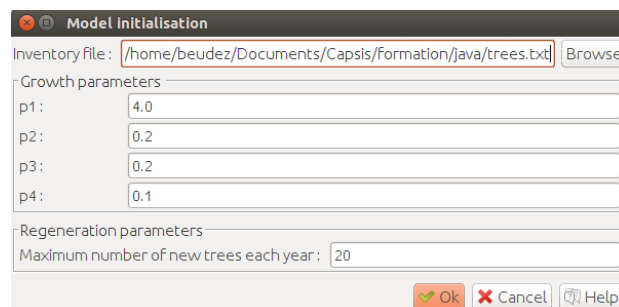 Model initialisation
Inventory file : /home/beudez/Documents/Capsis/formation/java/trees.txt Browse
Growth parameters
p1 : 4.0
p2 : 0.2
p3 : 0.2
p4 : 0.1
Regeneration parameters
Maximum number of new trees each year : 20
Ok Cancel Help